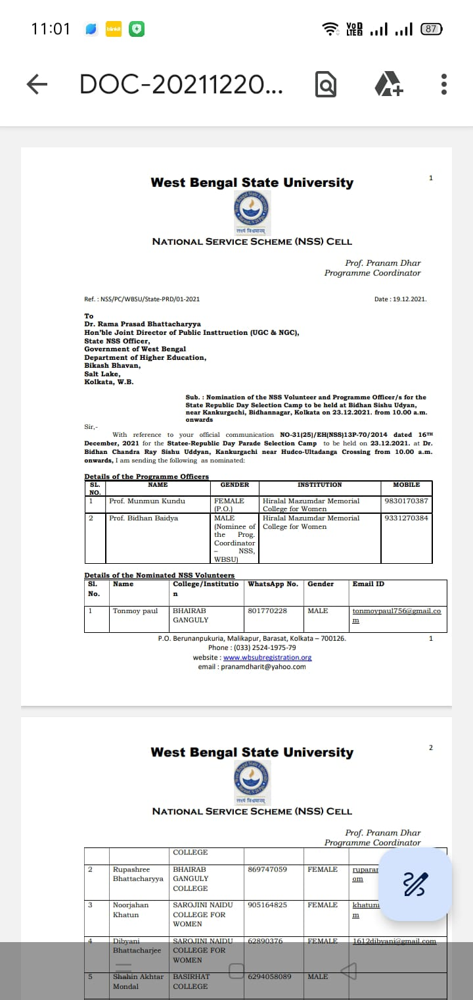 11:01
blinkit
VoD
LTE2
87
DOC-20211220...
West Bengal State University
1
NATIONAL SERVICE SCHEME (NSS) CELL
Prof. Pranam Dhar
Programme Coordinator
Ref. : NSS/PC/WBSU/State-PRD/01-2021
Date : 19.12.2021.
To
Dr. Rama Prasad Bhattacharyya
Hon'ble Joint Director of Public Insttruction (UGC & NGC),
State NSS Officer,
Government of West Bengal
Department of Higher Education,
Bikash Bhavan,
Salt Lake,
Kolkata, W.B.
Sub. : Nomination of the NSS Volunteer and Programme Officer/s for the
State Republic Day Selection Camp to be held at Bidhan Sishu Udyan,
near Kankurgachi, Bidhannagar, Kolkata on 23.12.2021. from 10.00 a.m.
onwards
Sir,-
With reference to your official communication NO-31(25)/EH(NSS)13P-70/2014 dated 16TH
December, 2021 for the Statee-Republic Day Parade Selection Camp to be held on 23.12.2021. at Dr.
Bidhan Chandra Ray Sishu Uddyan, Kankurgachi near Hudco-Ultadanga Crossing from 10.00 a.m.
onwards, I am sending the following as nominated:
Details of the Programme Officers
SL. NAME GENDER INSTITUTION MOBILE
NO.
1 Prof. Munmun Kundu FEMALE Hiralal Mazumdar Memorial 9830170387
(P.O.) College for Women
2 Prof. Bidhan Baidya MALE Hiralal Mazumdar Memorial 9331270384
(Nominee of College for Women
the Prog.
Coordinator
– NSS,
WBSU)
Details of the Nominated NSS Volunteers
Sl. Name College/Institutio WhatsApp No. Gender Email ID
No. n
1 Tonmoy paul BHAIRAB 801770228 MALE tonmoypaul756@gmail.co
GANGULY m
P.O. Berunanpukuria, Malikapur, Barasat, Kolkata – 700126.
1
Phone : (033) 2524-1975-79
website : www.wbsubregistration.org
email : pranamdharit@yahoo.com
West Bengal State University
2
NATIONAL SERVICE SCHEME (NSS) CELL
Prof. Pranam Dhar
Programme Coordinator
COLLEGE
2 Rupashree BHAIRAB 869747059 FEMALE
Bhattacharyya GANGULY om
COLLEGE
3 Noorjahan SAROJINI NAIDU 905164825 FEMALE
Khatun COLLEGE FOR m
WOMEN
4 Dibyani SAROJINI NAIDU 62890376 FEMALE 1612dibyani@gmail.com
Bhattacharjee COLLEGE FOR
WOMEN
5 Shahin Akhtar BASIRHAT 6294058089 MALE
Mondal COLLEGE